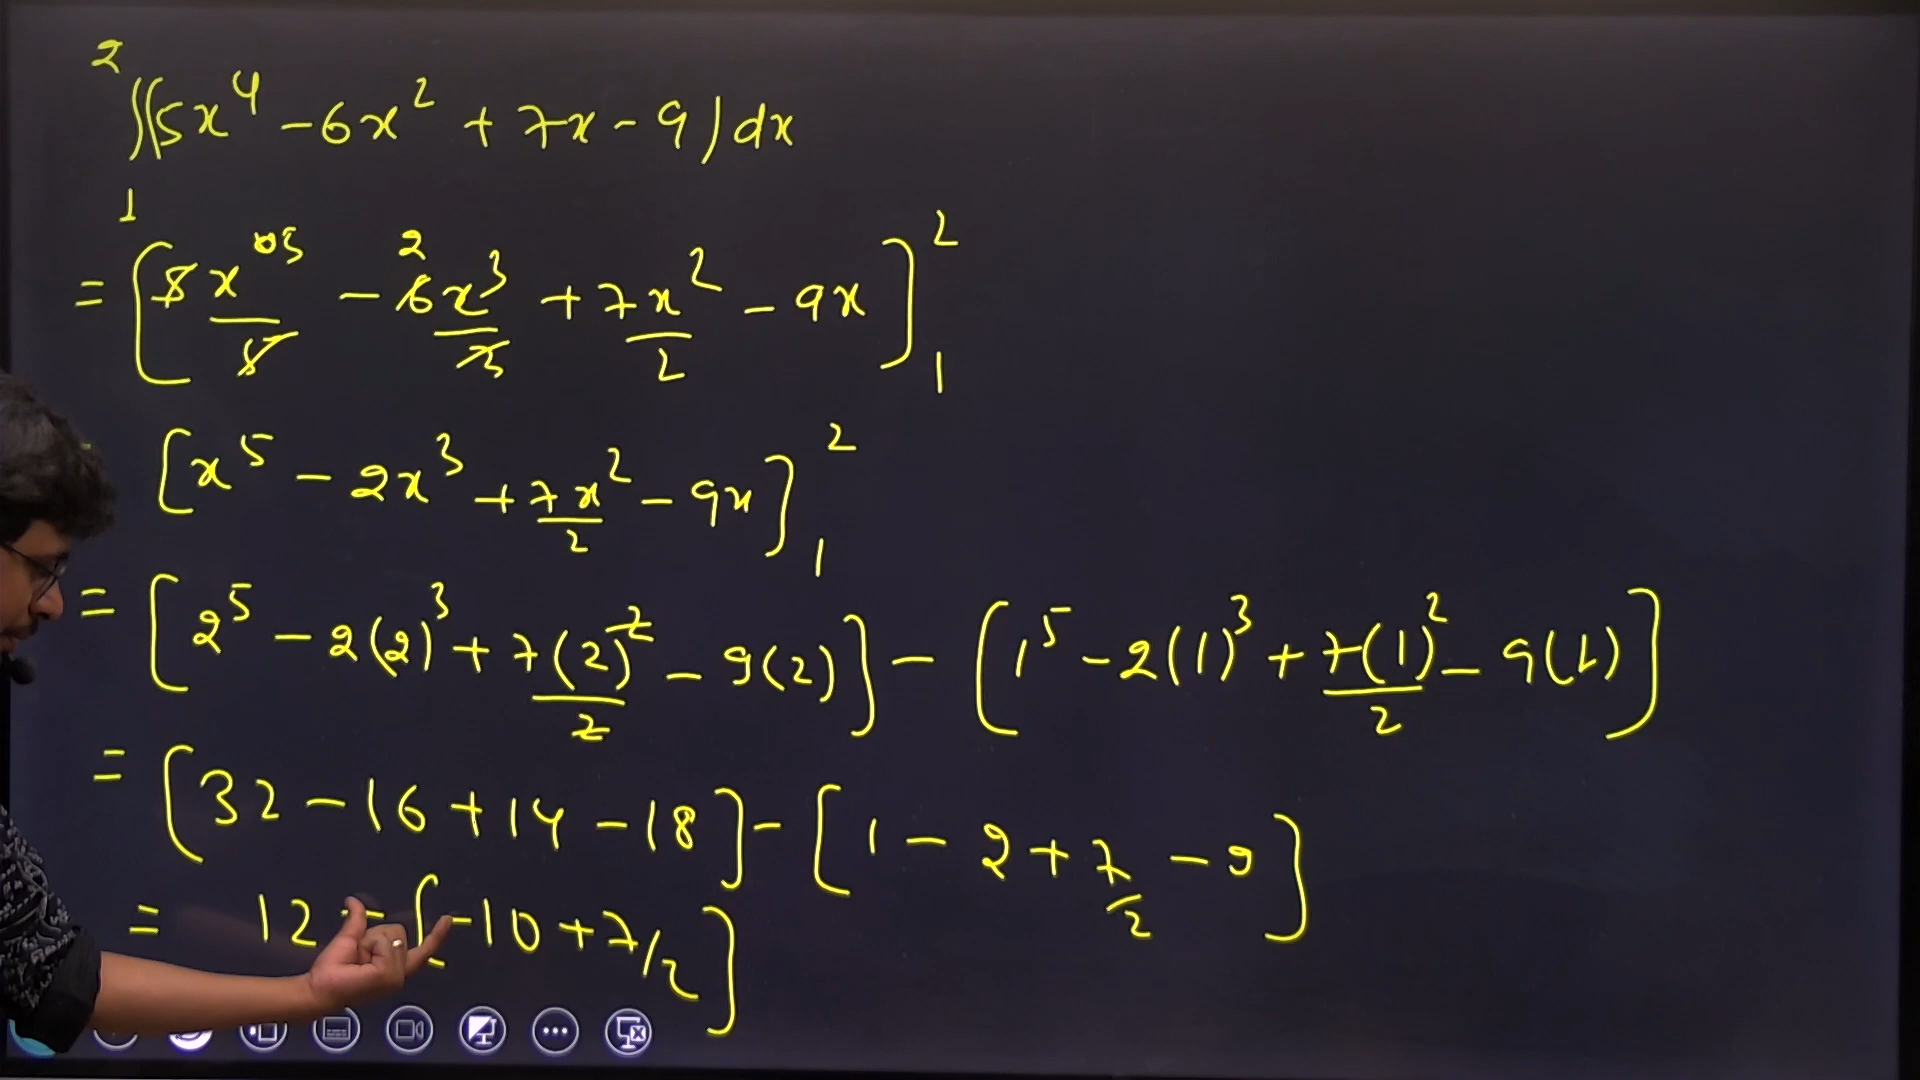 2
∫(5x⁴ - 6x² + 7x - 9) dx
1
= [5x⁵/5 - 6x³/3 + 7x²/2 - 9x]₁²
[x⁵ - 2x³ + 7x²/2 - 9x]₁²
= [2⁵ - 2(2)³ + 7(2)²/2 - 9(2)] - [1⁵ - 2(1)³ + 7(1)²/2 - 9(1)]
= [32 - 16 + 14 - 18] - [1 - 2 + 7/2 - 9]
= 12 - [-10 + 7/2]